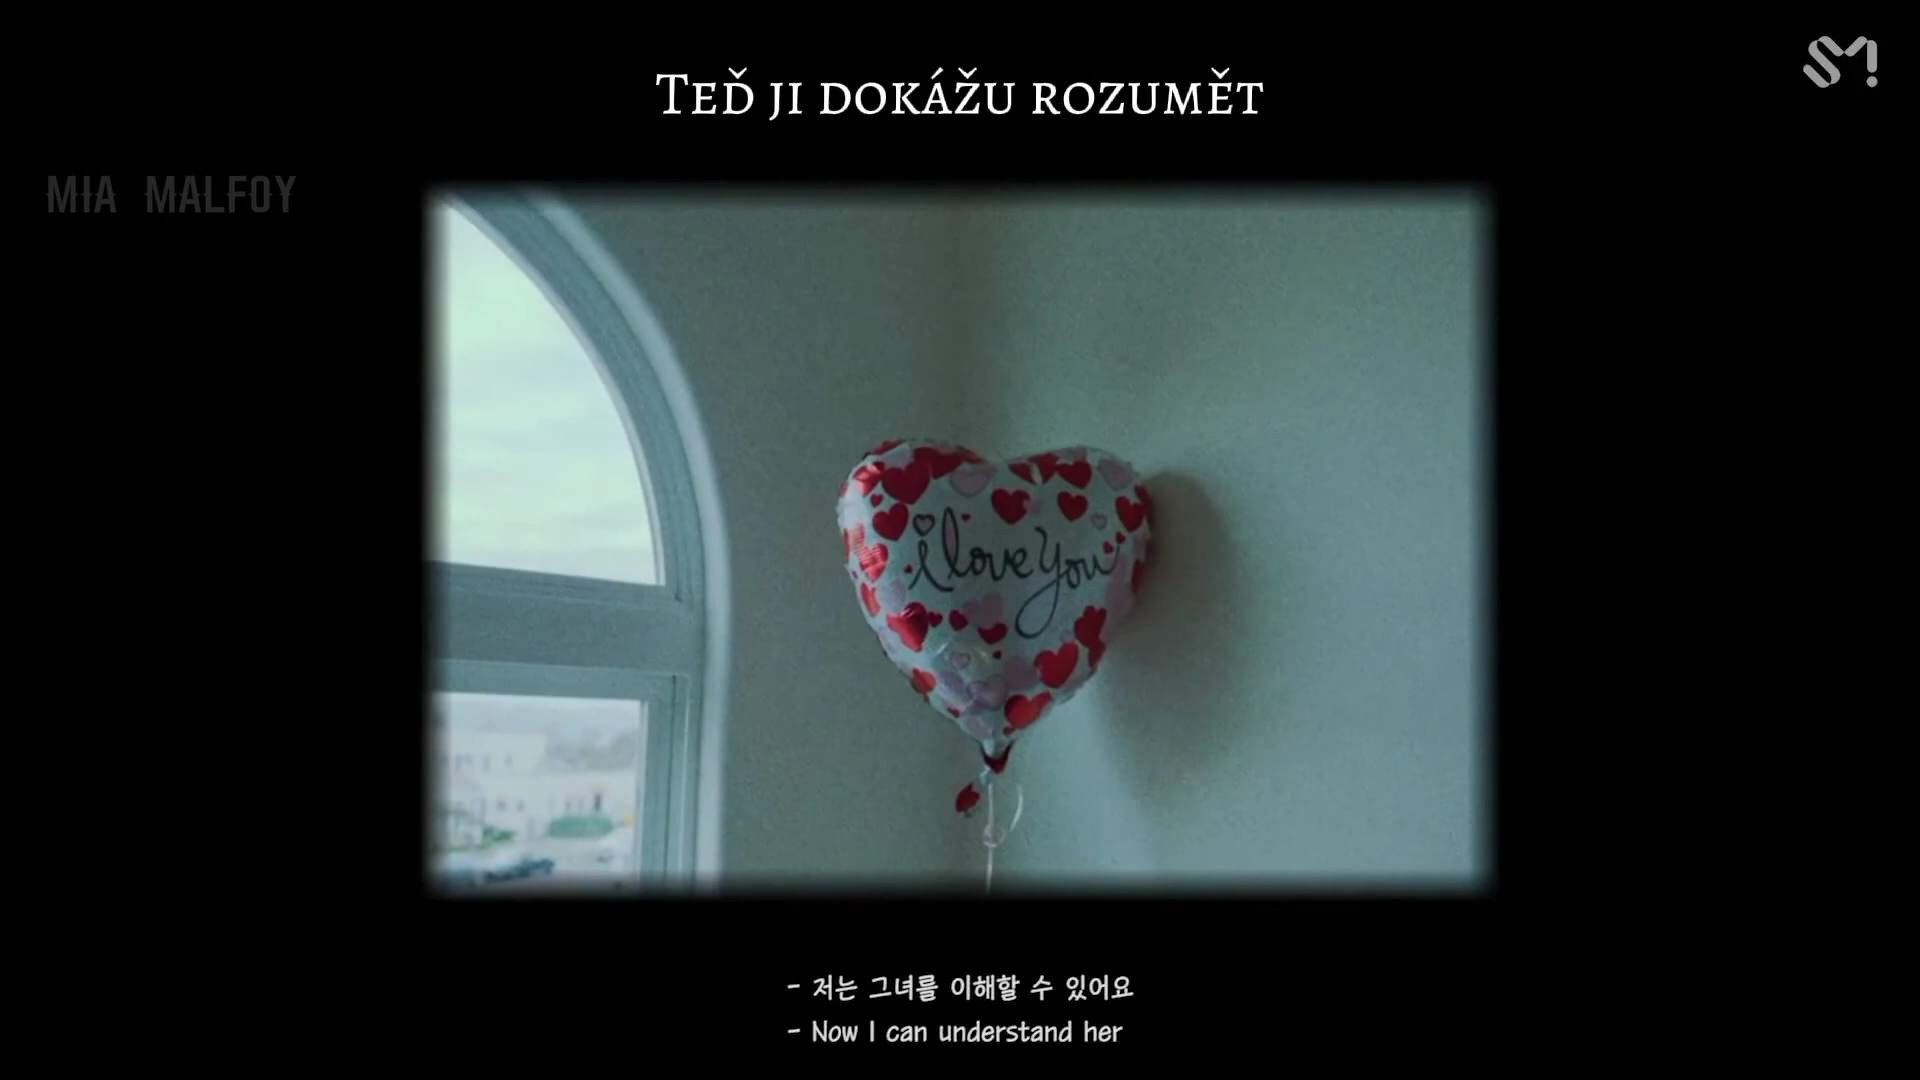 Teď ji dokážu rozumět
SM
MIA MALFOY
i love you
- 저는 그녀를 이해할 수 있어요
- Now I can understand her